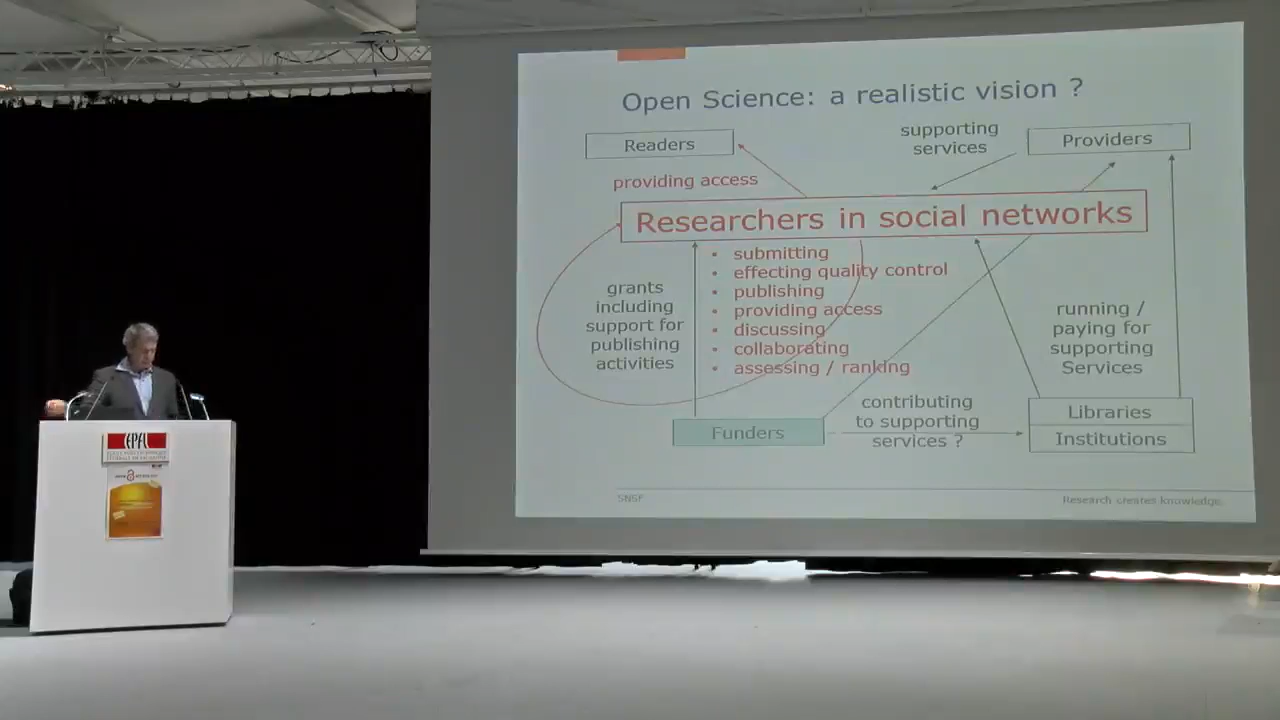 Open Science: a realistic vision ?
Readers
supporting
services
Providers
providing access
Researchers in social networks
• submitting
• effecting quality control
• publishing
• providing access
• discussing
• collaborating
• assessing / ranking
grants
including
support for
publishing
activities
running /
paying for
supporting
Services
Funders
contributing
to supporting
services ?
Libraries
Institutions
SNSF
Research creates knowledge.
EPFL